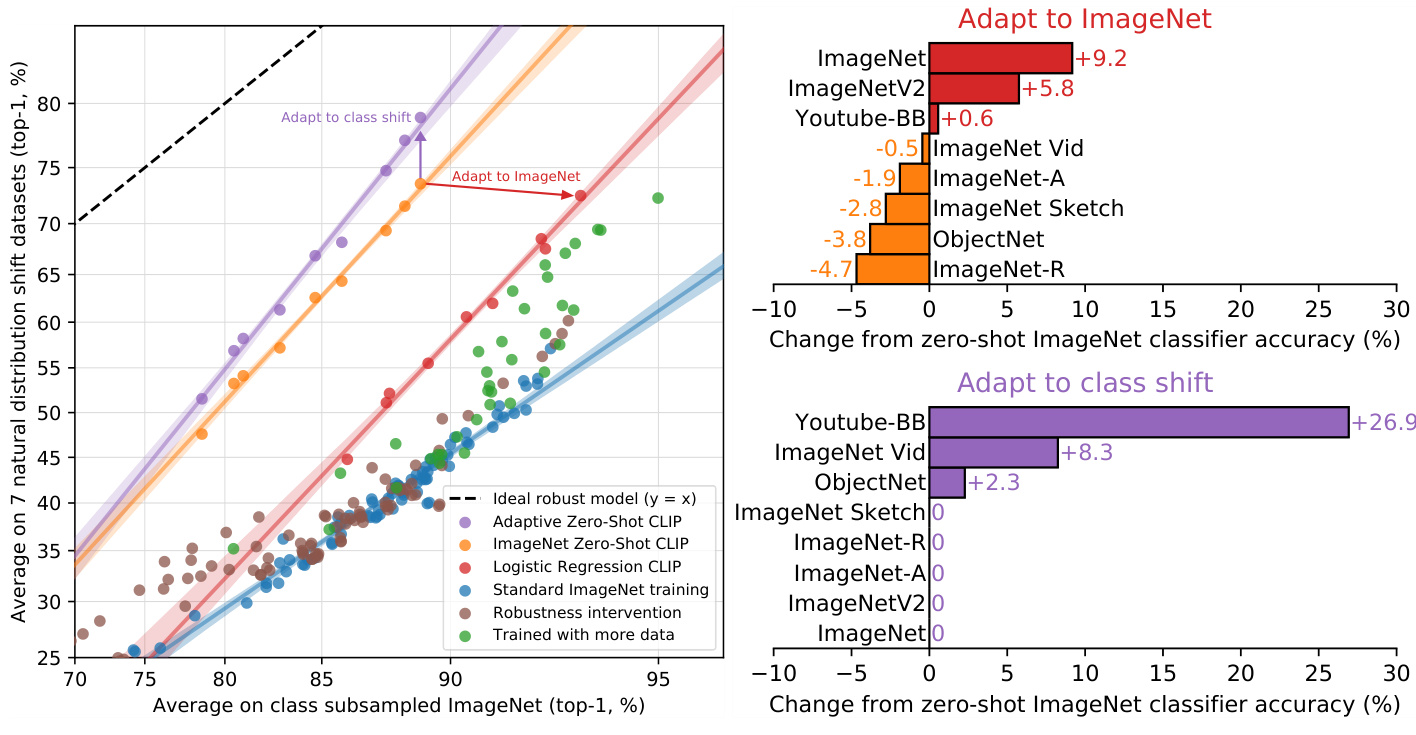 Average on 7 natural distribution shift datasets (top-1, %)
80
75
70
65
60
55
50
45
40
35
30
25
70
75
80
85
90
95
Average on class subsampled ImageNet (top-1, %)
Adapt to class shift
Adapt to ImageNet
Ideal robust model (y = x)
Adaptive Zero-Shot CLIP
ImageNet Zero-Shot CLIP
Logistic Regression CLIP
Standard ImageNet training
Robustness intervention
Trained with more data
Adapt to ImageNet
ImageNet +9.2
ImageNetV2 +5.8
Youtube-BB +0.6
-0.5 ImageNet Vid
-1.9 ImageNet-A
-2.8 ImageNet Sketch
-3.8 ObjectNet
-4.7 ImageNet-R
−10 −5 0 5 10 15 20 25 30
Change from zero-shot ImageNet classifier accuracy (%)
Adapt to class shift
Youtube-BB +26.9
ImageNet Vid +8.3
ObjectNet +2.3
ImageNet Sketch 0
ImageNet-R 0
ImageNet-A 0
ImageNetV2 0
ImageNet 0
−10 −5 0 5 10 15 20 25 30
Change from zero-shot ImageNet classifier accuracy (%)